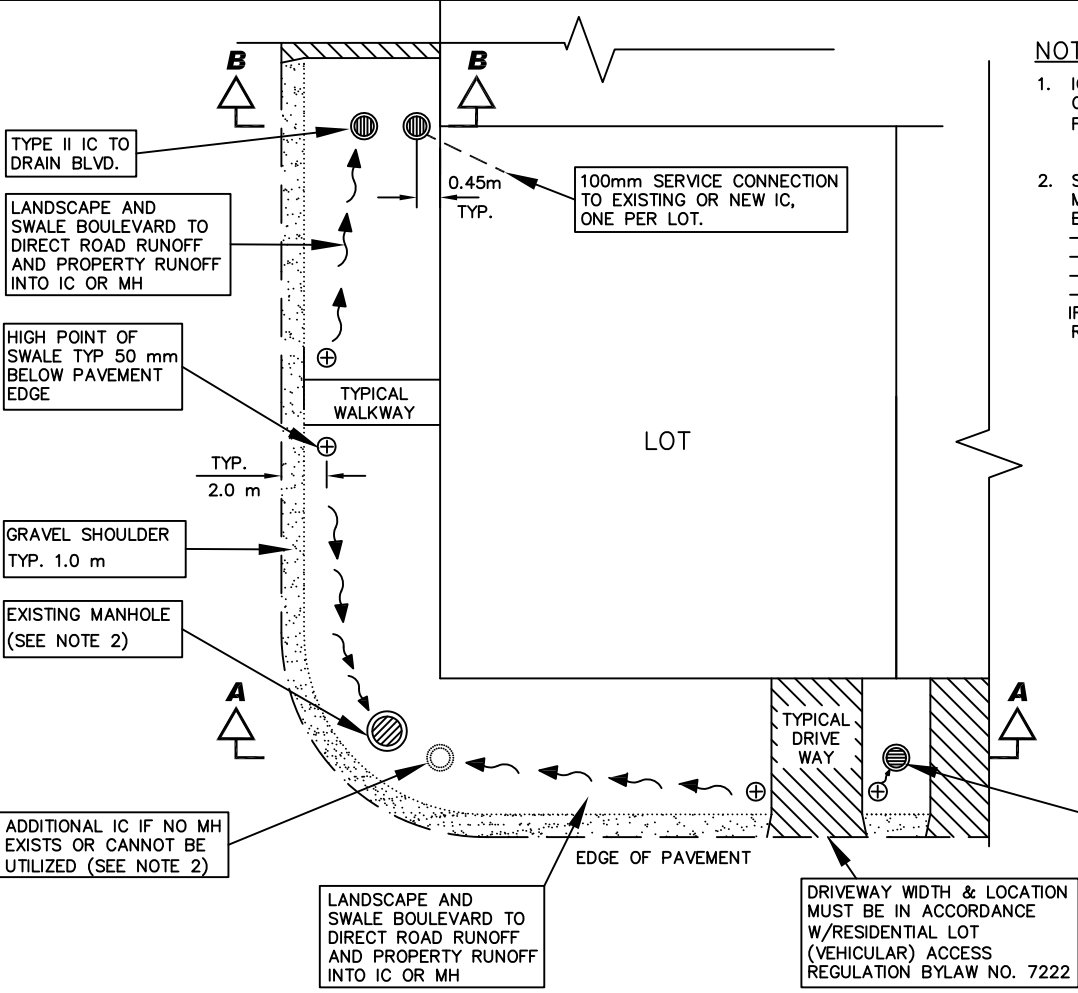 B
B
NOT
1. IC
C
F
TYPE II IC TO
DRAIN BLVD.
0.45m
TYP.
100mm SERVICE CONNECTION
TO EXISTING OR NEW IC,
ONE PER LOT.
2. S
M
E
–
–
–
–
IF
R
LANDSCAPE AND
SWALE BOULEVARD TO
DIRECT ROAD RUNOFF
AND PROPERTY RUNOFF
INTO IC OR MH
HIGH POINT OF
SWALE TYP 50 mm
BELOW PAVEMENT
EDGE
TYPICAL
WALKWAY
LOT
TYP.
2.0 m
GRAVEL SHOULDER
TYP. 1.0 m
EXISTING MANHOLE
(SEE NOTE 2)
A
A
TYPICAL
DRIVE
WAY
ADDITIONAL IC IF NO MH
EXISTS OR CANNOT BE
UTILIZED (SEE NOTE 2)
EDGE OF PAVEMENT
LANDSCAPE AND
SWALE BOULEVARD TO
DIRECT ROAD RUNOFF
AND PROPERTY RUNOFF
INTO IC OR MH
DRIVEWAY WIDTH & LOCATION
MUST BE IN ACCORDANCE
W/RESIDENTIAL LOT
(VEHICULAR) ACCESS
REGULATION BYLAW NO. 7222